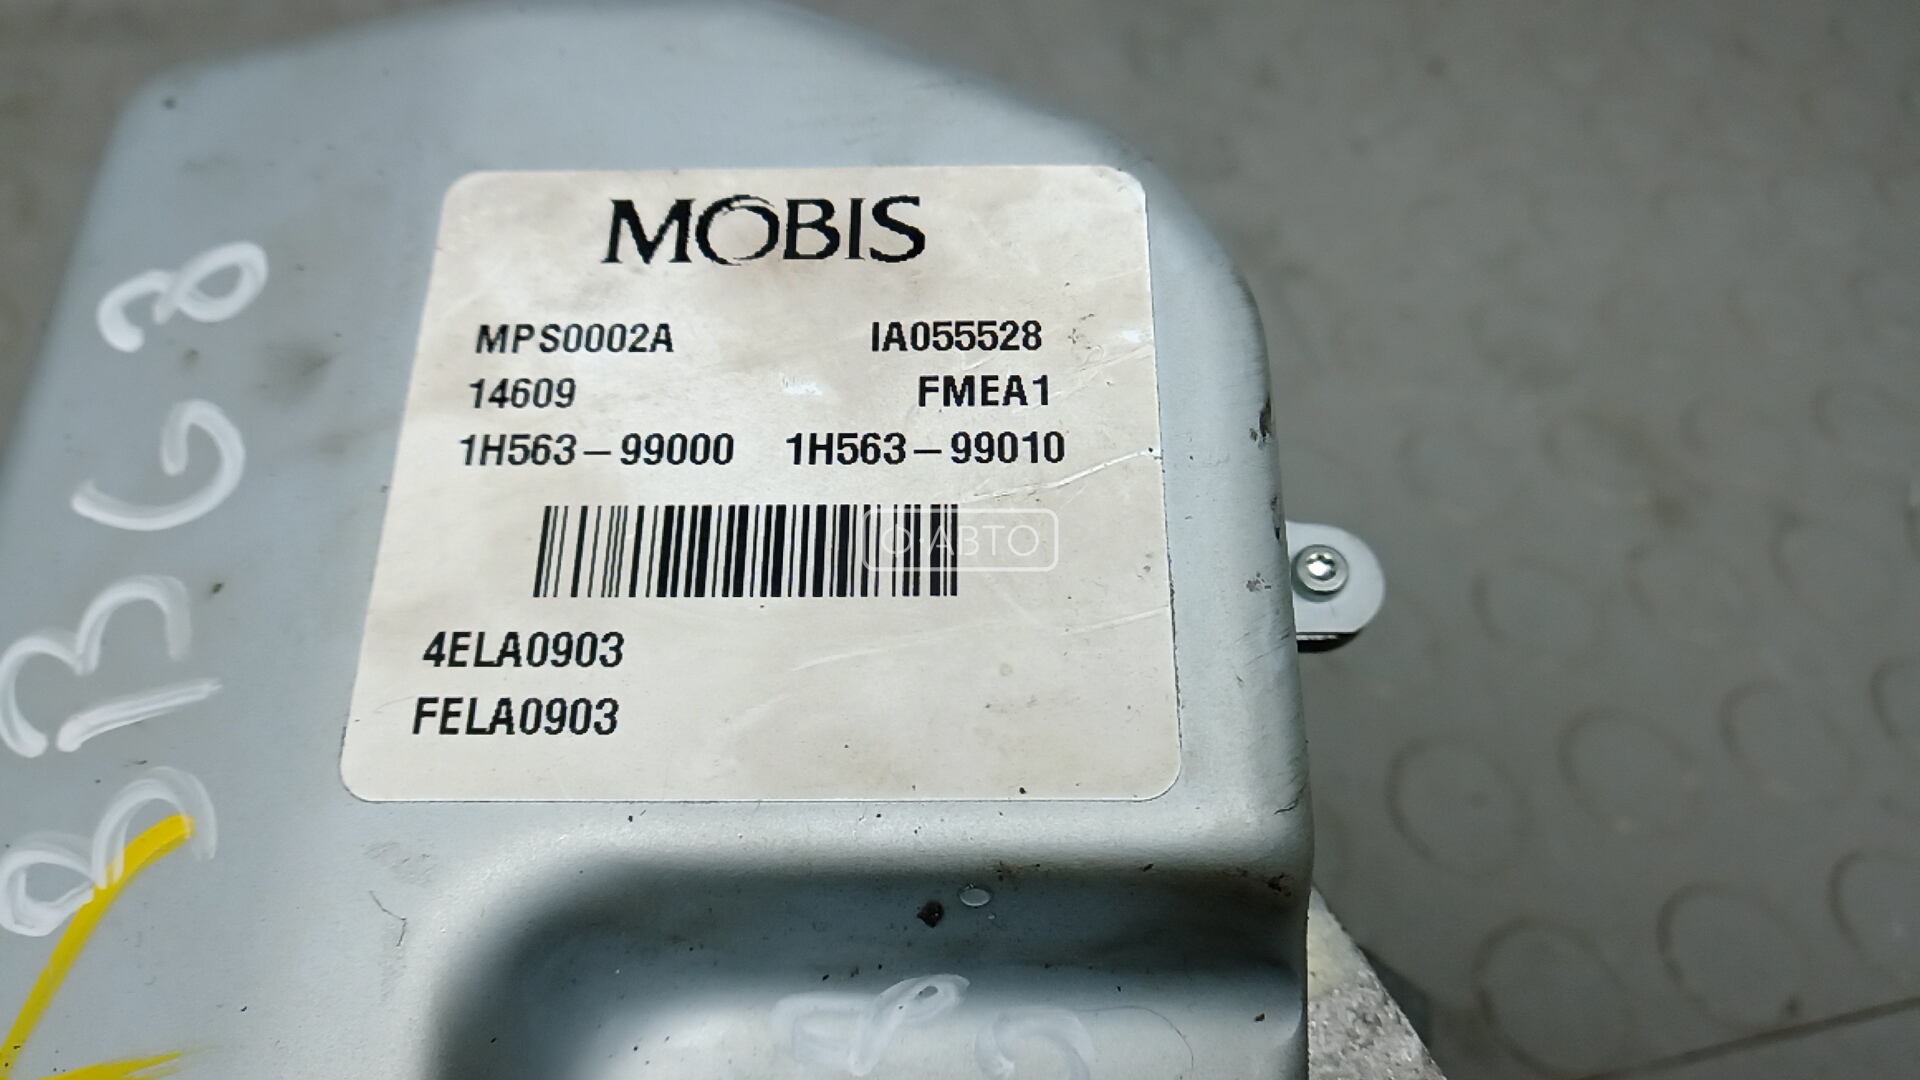 MOBIS
MPS0002A IA055528
14609 FMEA1
1H563-99000 1H563-99010
О·АВТО
4ELA0903
FELA0903